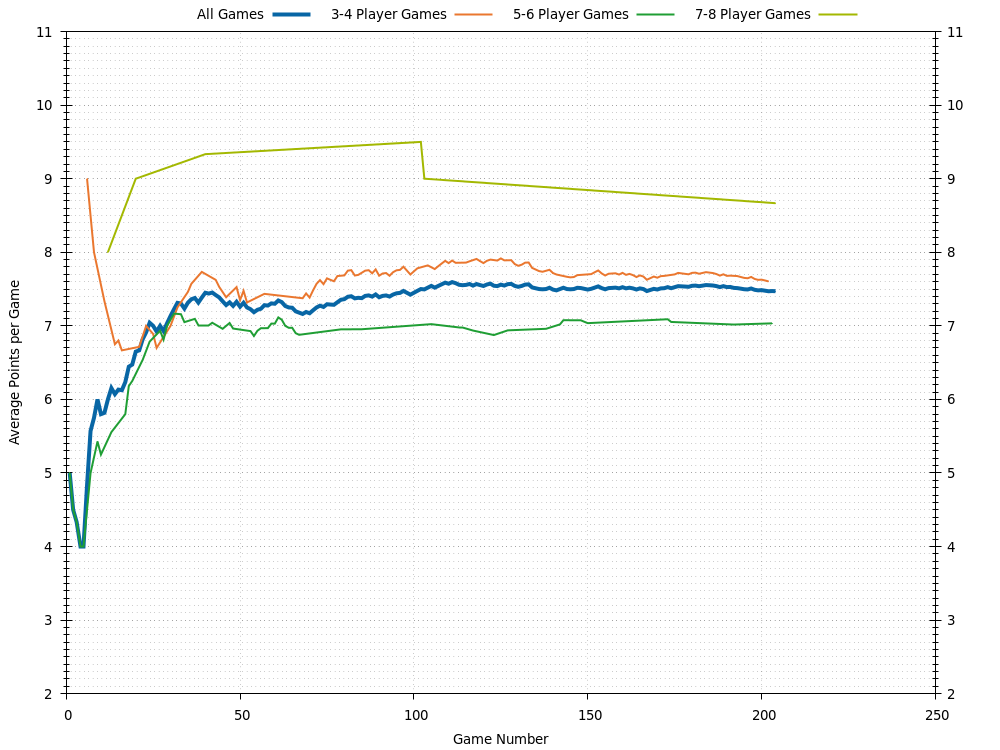 All Games 3-4 Player Games 5-6 Player Games 7-8 Player Games
11 11
10 10
9 9
8 8
7 7
6 6
5 5
4 4
3 3
2 2
0 50 100 150 200 250
Average Points per Game
Game Number